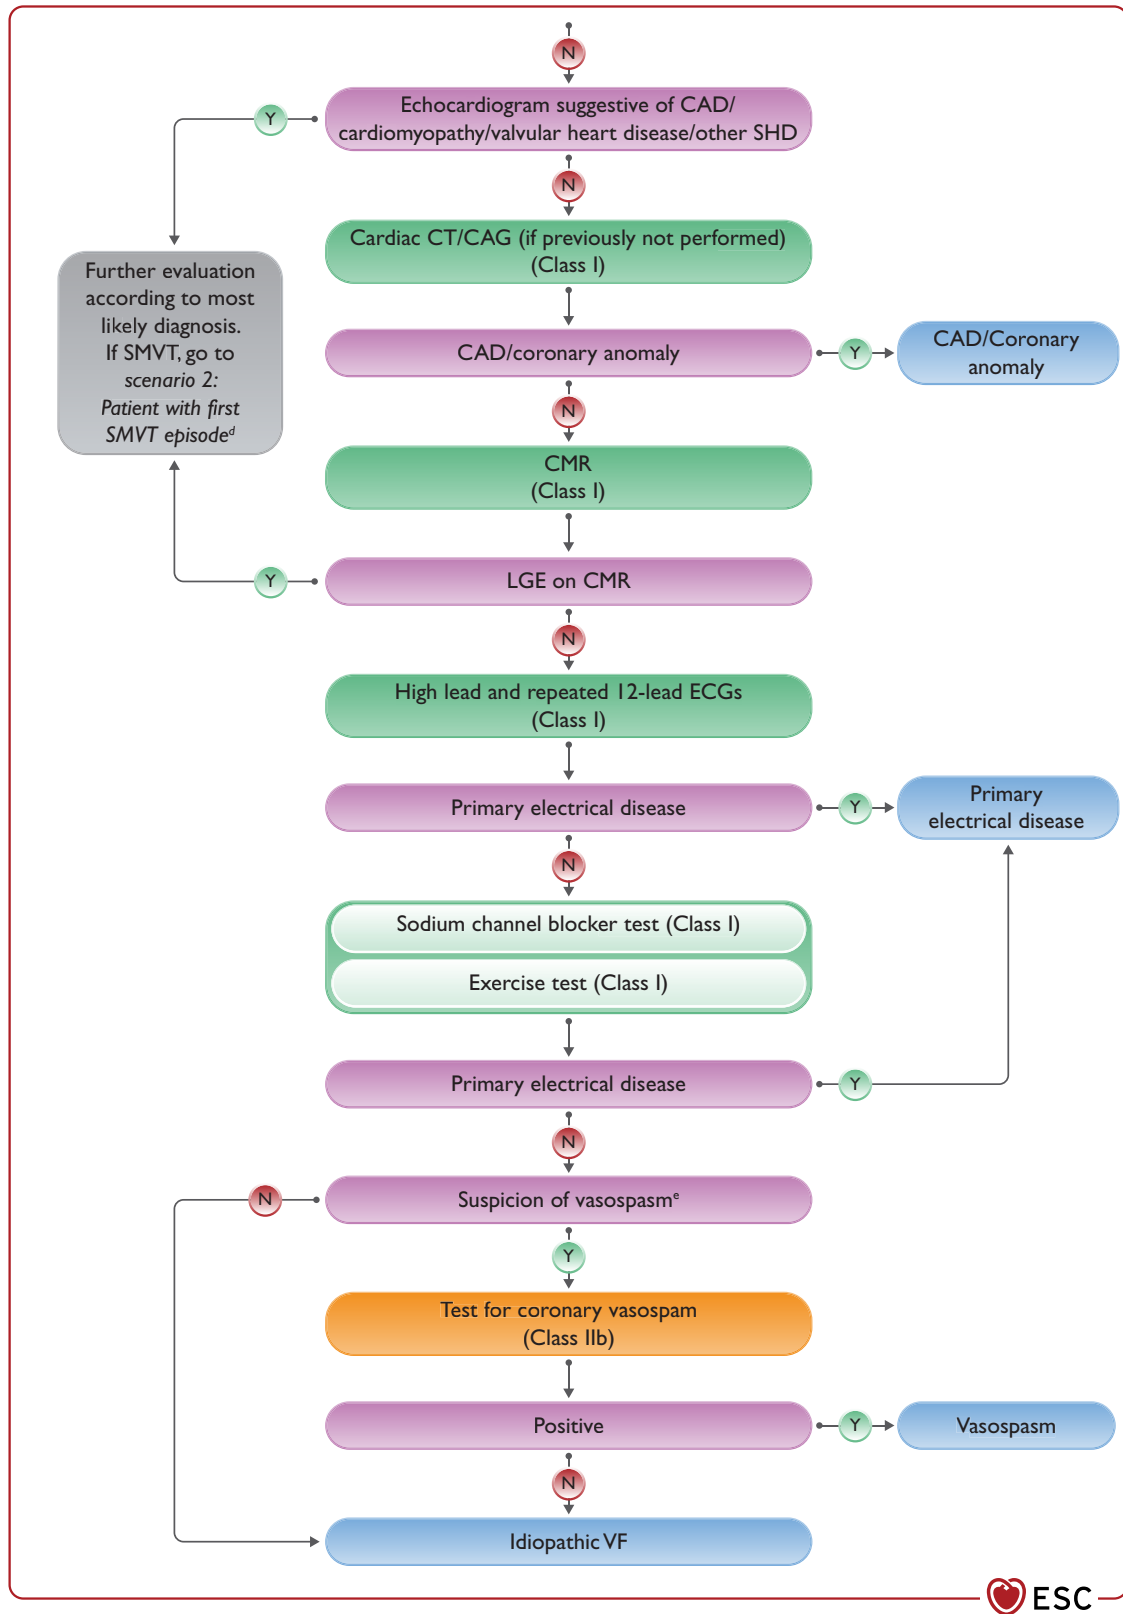 N
Echocardiogram suggestive of CAD/
cardiomyopathy/valvular heart disease/other SHD
Y
N
Cardiac CT/CAG (if previously not performed)
(Class I)
Further evaluation
according to most
likely diagnosis.
If SMVT, go to
scenario 2:
Patient with first
SMVT episodeᵈ
CAD/coronary anomaly
Y
CAD/Coronary
anomaly
N
CMR
(Class I)
LGE on CMR
Y
N
High lead and repeated 12-lead ECGs
(Class I)
Primary electrical disease
Y
Primary
electrical disease
N
Sodium channel blocker test (Class I)
Exercise test (Class I)
Primary electrical disease
Y
N
Suspicion of vasospasmᵉ
N
Y
Test for coronary vasospam
(Class IIb)
Positive
Y
Vasospasm
N
Idiopathic VF
ESC